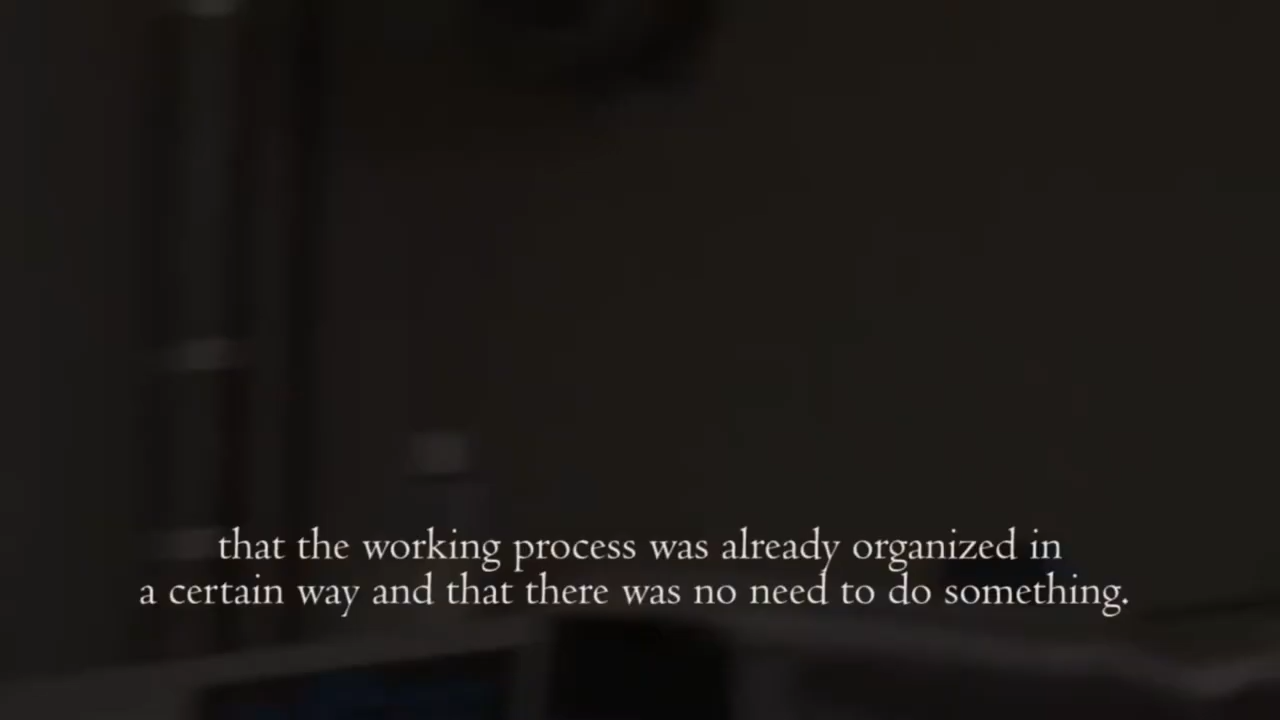 that the working process was already organized in
a certain way and that there was no need to do something.